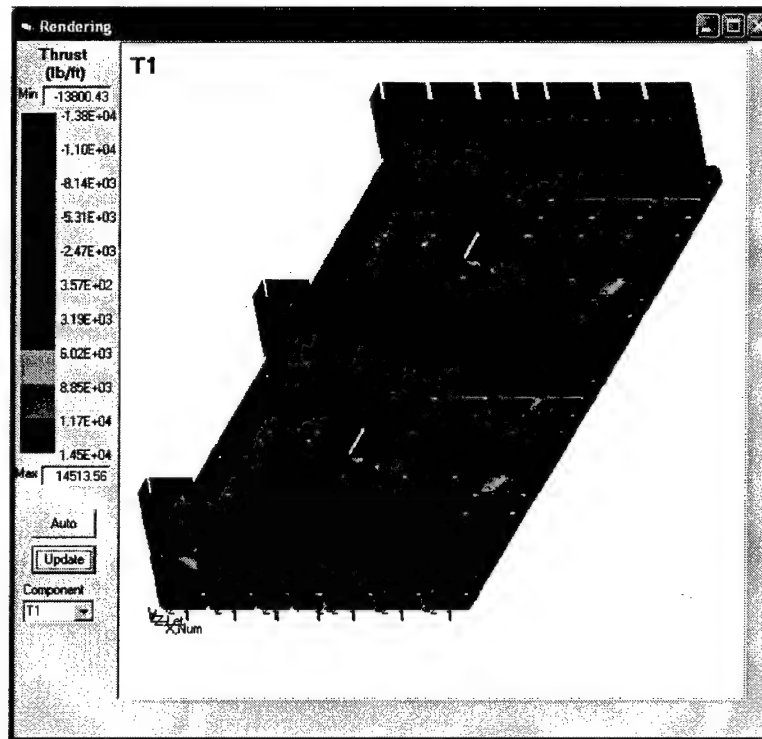 Rendering
Thrust
(lb/ft)
Min -13800.43
-1.38E+04
-1.10E+04
-8.14E+03
-5.31E+03
-2.47E+03
3.57E+02
3.19E+03
6.02E+03
8.85E+03
1.17E+04
1.45E+04
Max 14513.56
Auto
Update
Component
T1
T1
X,Num